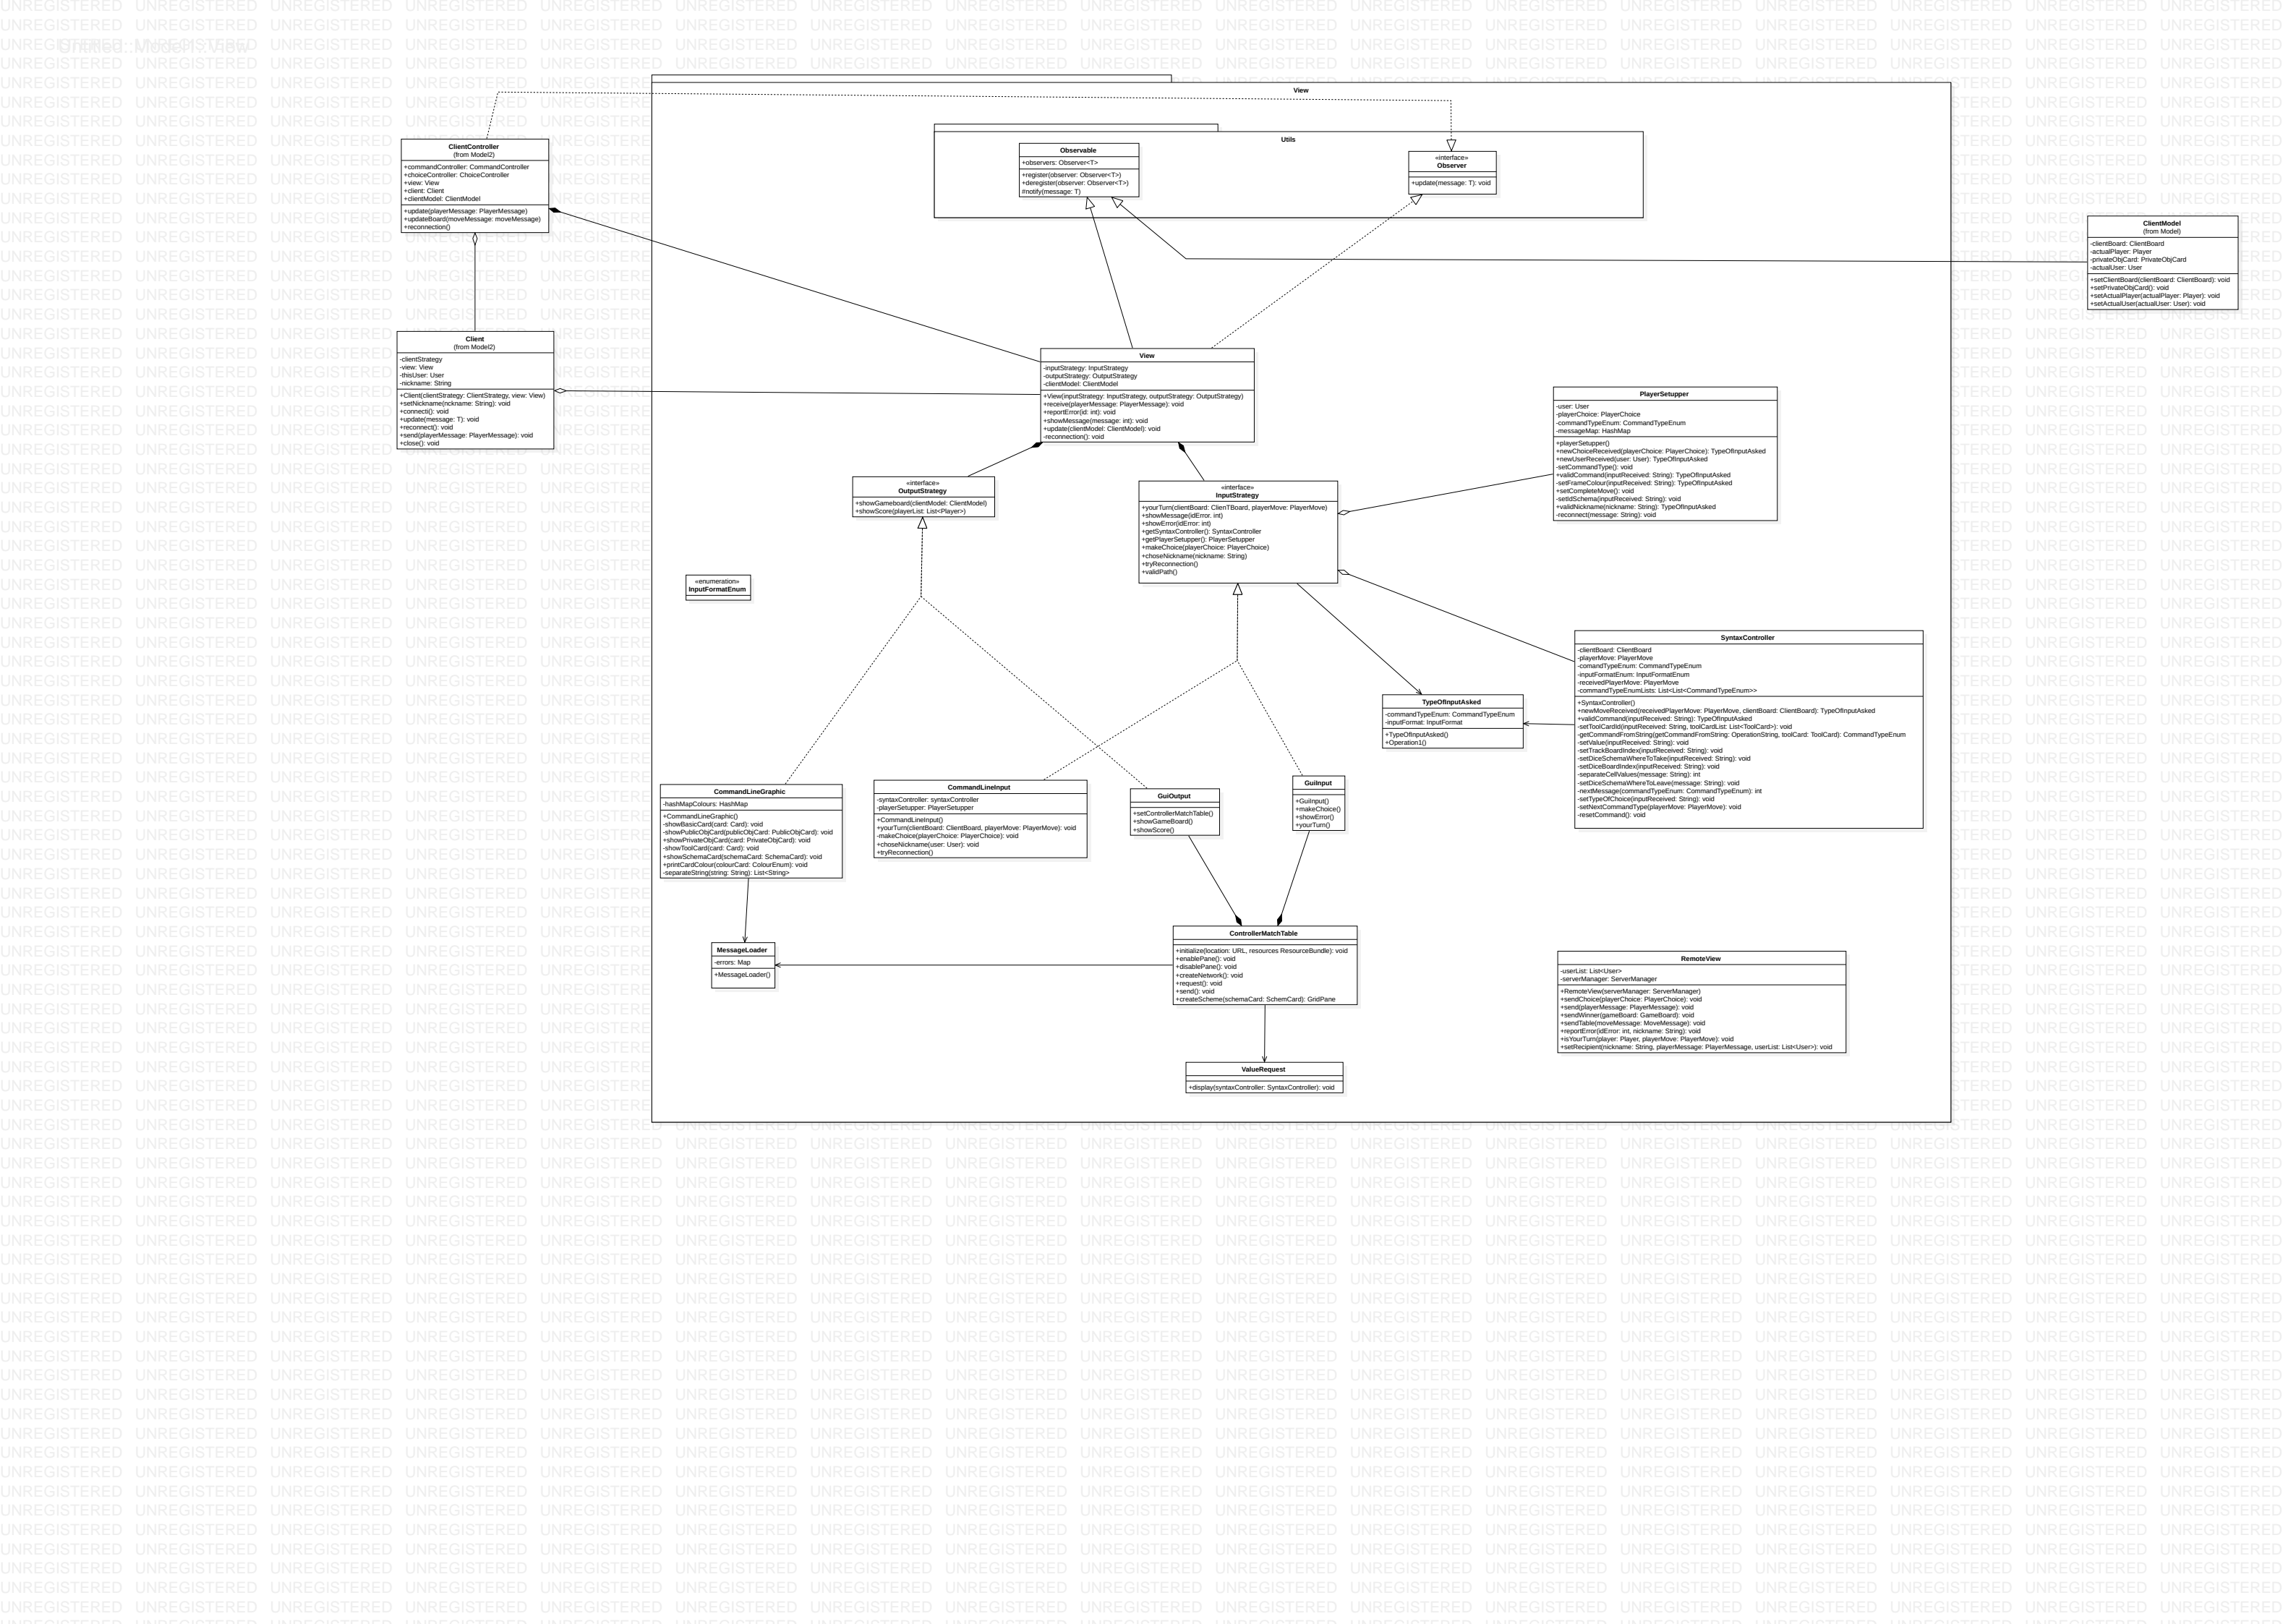 Untitled::Model1::View
View
Utils
Observable
+observers: Observer<T>
+register(observer: Observer<T>)
+deregister(observer: Observer<T>)
#notify(message: T)
«interface»
Observer
+update(message: T): void
ClientController
(from Model2)
+commandController: CommandController
+choiceController: ChoiceController
+view: View
+client: Client
+clientModel: ClientModel
+update(playerMessage: PlayerMessage)
+updateBoard(moveMessage: moveMessage)
+reconnection()
ClientModel
(from Model)
-clientBoard: ClientBoard
-actualPlayer: Player
-privateObjCard: PrivateObjCard
-actualUser: User
+setClientBoard(clientBoard: ClientBoard): void
+setPrivateObjCard(): void
+setActualPlayer(actualPlayer: Player): void
+setActualUser(actualUser: User): void
Client
(from Model2)
-clientStrategy
-view: View
-thisUser: User
-nickname: String
+Client(clientStrategy: ClientStrategy, view: View)
+setNickname(nickname: String): void
+connecti(): void
+update(message: T): void
+reconnect(): void
+send(playerMessage: PlayerMessage): void
+close(): void
View
-inputStrategy: InputStrategy
-outputStrategy: OutputStrategy
-clientModel: ClientModel
+View(inputStrategy: InputStrategy, outputStrategy: OutputStrategy)
+receive(playerMessage: PlayerMessage): void
+reportError(id: int): void
+showMessage(message: int): void
+update(clientModel: ClientModel): void
-reconnection(): void
PlayerSetupper
-user: User
-playerChoice: PlayerChoice
-commandTypeEnum: CommandTypeEnum
-messageMap: HashMap
+playerSetupper()
+newChoiceReceived(playerChoice: PlayerChoice): TypeOfInputAsked
+newUserReceived(user: User): TypeOfInputAsked
-setCommandType(): void
+validCommand(inputReceived: String): TypeOfInputAsked
+setFrameColour(inputReceived: String): TypeOfInputAsked
+setCompleteMove(): void
-setIdSchema(inputReceived: String): void
+validNickname(nickname: String): TypeOfInputAsked
-reconnect(message: String): void
«interface»
OutputStrategy
+showGameboard(clientModel: ClientModel)
+showScore(playerList: List<Player>)
«interface»
InputStrategy
+yourTurn(clientBoard: ClienTBoard, playerMove: PlayerMove)
+showMessage(idError. int)
+showError(idError: int)
+getSyntaxController(): SyntaxController
+getPlayerSetupper(): PlayerSetupper
+makeChoice(playerChoice: PlayerChoice)
+choseNickname(nickname: String)
+tryReconnection()
+validPath()
«enumeration»
InputFormatEnum
SyntaxController
-clientBoard: ClientBoard
-playerMove: PlayerMove
-comandTypeEnum: CommandTypeEnum
-inputFormatEnum: InputFormatEnum
-receivedPlayerMove: PlayerMove
-commandTypeEnumLists: List<List<CommandTypeEnum>>
+SyntaxController()
+newMoveReceived(receivedPlayerMove: PlayerMove, clientBoard: ClientBoard): TypeOfInputAsked
+validCommand(inputReceived: String): TypeOfInputAsked
-setToolCardId(inputReceived: String, toolCardList: List<ToolCard>): void
-getCommandFromString(getCommandFromString: OperationString, toolCard: ToolCard): CommandTypeEnum
-setValue(inputReceived: String): void
-setTrackBoardIndex(inputReceived: String): void
-setDiceSchemaWhereToTake(inputReceived: String): void
-setDiceBoardIndex(inputReceived: String): void
-separateCellValues(message: String): int
-setDiceSchemaWhereToLeave(message: String): void
-nextMessage(commandTypeEnum: CommandTypeEnum): int
-setTypeOfChoice(inputReceived: String): void
-setNextCommandType(playerMove: PlayerMove): void
-resetCommand(): void
TypeOfInputAsked
-commandTypeEnum: CommandTypeEnum
-inputFormat: InputFormat
+TypeOfInputAsked()
+Operation1()
CommandLineGraphic
-hashMapColours: HashMap
+CommandLineGraphic()
-showBasicCard(card: Card): void
-showPublicObjCard(publicObjCard: PublicObjCard): void
+showPrivateObjCard(card: PrivateObjCard): void
-showToolCard(card: Card): void
+showSchemaCard(schemaCard: SchemaCard): void
+printCardColour(colourCard: ColourEnum): void
-separateString(string: String): List<String>
CommandLineInput
-syntaxController: syntaxController
-playerSetupper: PlayerSetupper
+CommandLineInput()
+yourTurn(clientBoard: ClientBoard, playerMove: PlayerMove): void
-makeChoice(playerChoice: PlayerChoice): void
+choseNickname(user: User): void
+tryReconnection()
GuiOutput
+setControllerMatchTable()
+showGameBoard()
+showScore()
GuiInput
+GuiInput()
+makeChoice()
+showError()
+yourTurn()
MessageLoader
-errors: Map
+MessageLoader()
ControllerMatchTable
+initialize(location: URL, resources ResourceBundle): void
+enablePane(): void
+disablePane(): void
+createNetwork(): void
+request(): void
+send(): void
+createScheme(schemaCard: SchemCard): GridPane
RemoteView
-userList: List<User>
-serverManager: ServerManager
+RemoteView(serverManager: ServerManager)
+sendChoice(playerChoice: PlayerChoice): void
+send(playerMessage: PlayerMessage): void
+sendWinner(gameBoard: GameBoard): void
+sendTable(moveMessage: MoveMessage): void
+reportError(idError: int, nickname: String): void
+isYourTurn(player: Player, playerMove: PlayerMove): void
+setRecipient(nickname: String, playerMessage: PlayerMessage, userList: List<User>): void
ValueRequest
+display(syntaxController: SyntaxController): void
UNREGISTERED